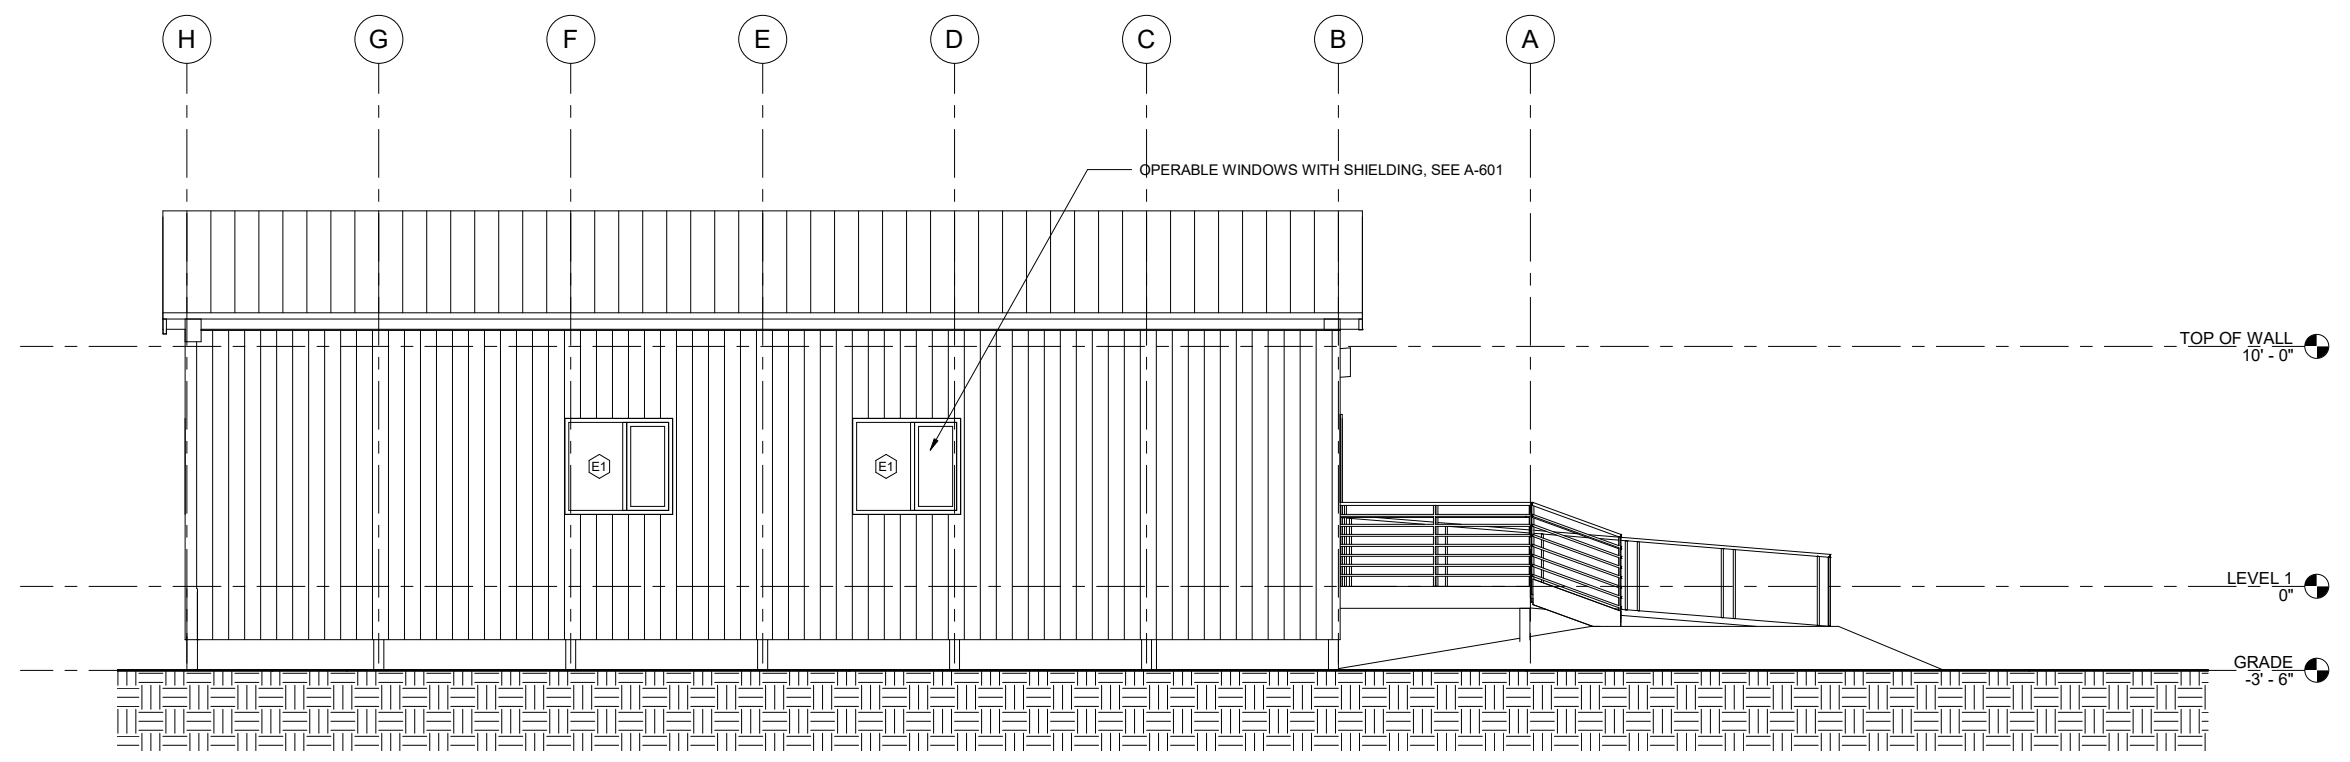 H G F E D C B A
OPERABLE WINDOWS WITH SHIELDING, SEE A-601
TOP OF WALL
10' - 0"
E1 E1
LEVEL 1
0"
GRADE
-3' - 6"